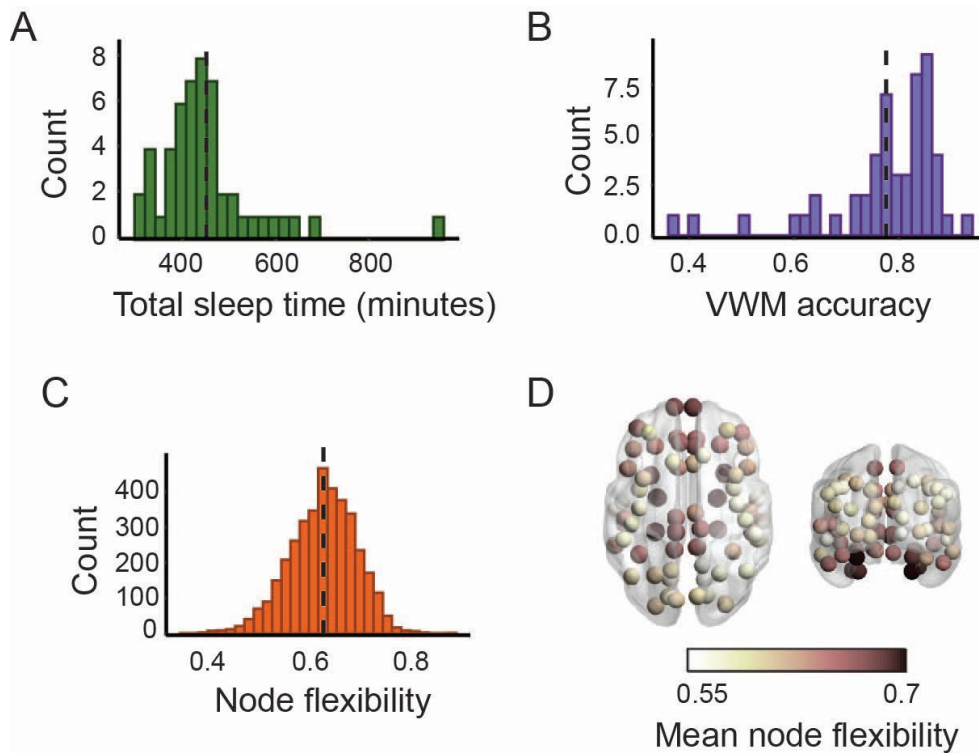 A
8
6
4
2
0
Count
400 600 800
Total sleep time (minutes)
B
7.5
5.0
2.5
0.0
Count
0.4 0.6 0.8
VWM accuracy
C
400
300
200
100
0
Count
0.4 0.6 0.8
Node flexibility
D
0.55 0.7
Mean node flexibility